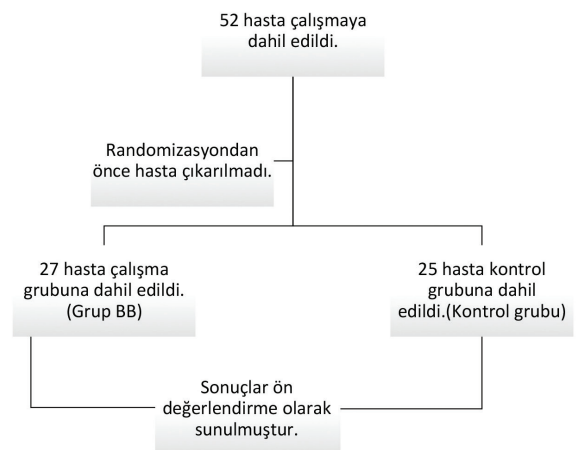 52 hasta çalışmaya
dahil edildi.
Randomizasyondan
önce hasta çıkarılmadı.
27 hasta çalışma
grubuna dahil edildi.
(Grup BB)
25 hasta kontrol
grubuna dahil
edildi.(Kontrol grubu)
Sonuçlar ön
değerlendirme olarak
sunulmuştur.